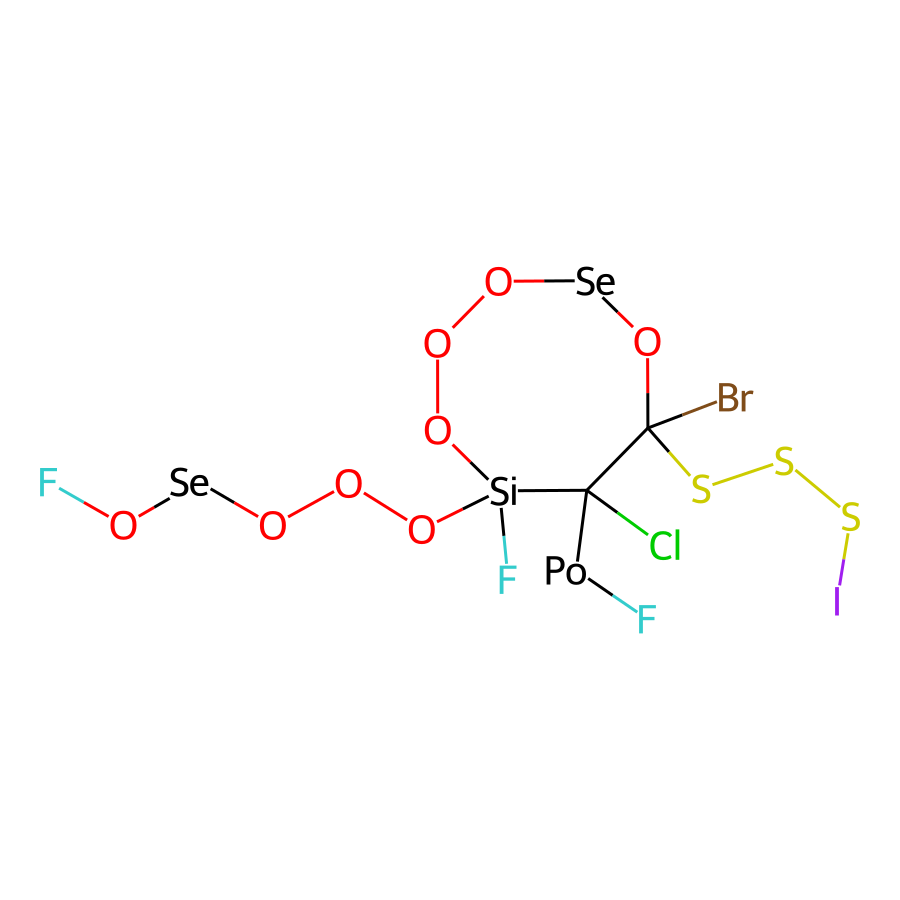 O Se
O O
Br
O
F Se O Si S S
O O O S
F Po Cl
F I